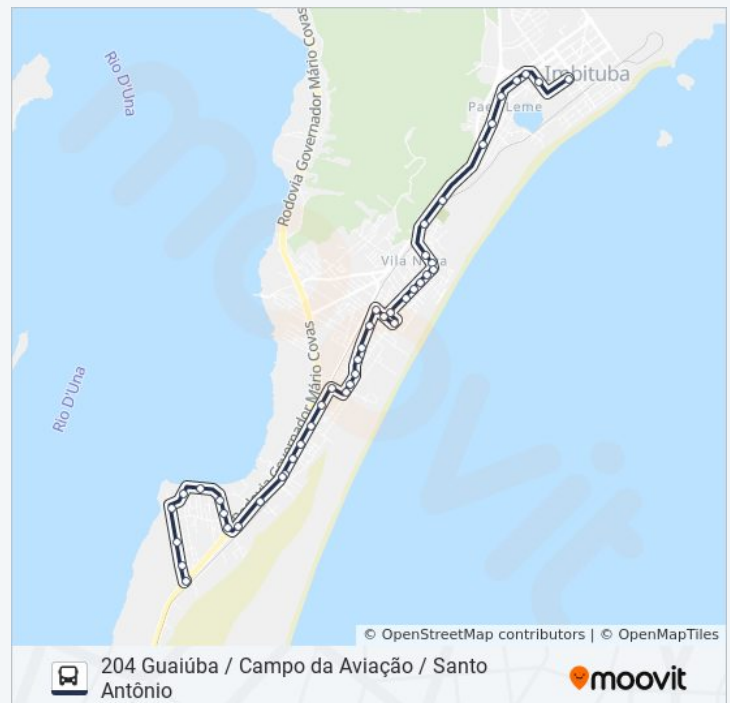 Rio D'Una
Rodovia Governador Mário Covas
Imbituba
Paes Leme
Vila Nova
Rodovia Governador Mário Covas
Rio D'Una
moovit
© OpenStreetMap contributors | © OpenMapTiles
204 Guaiúba / Campo da Aviação / Santo
Antônio
moovit